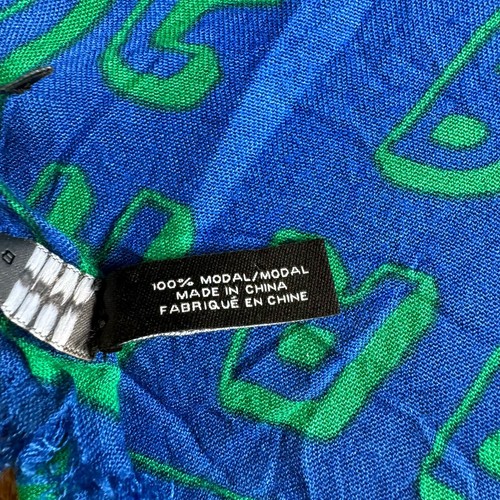 100% MODAL/MODAL
MADE IN CHINA
FABRIQUÉ EN CHINE